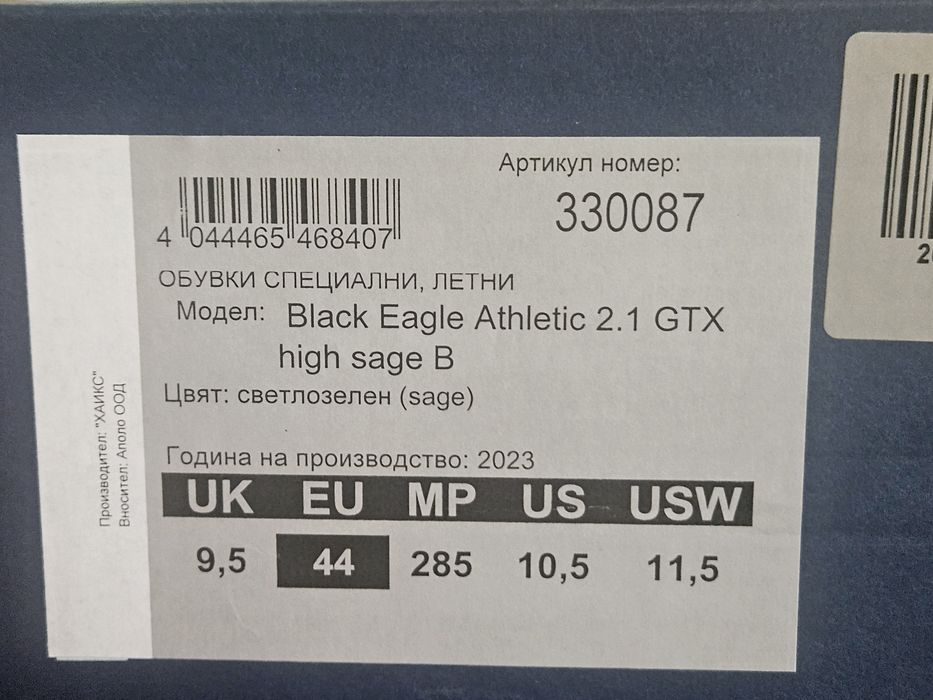 Артикул номер:
330087
4 044465 468407
ОБУВКИ СПЕЦИАЛНИ, ЛЕТНИ
Модел: Black Eagle Athletic 2.1 GTX
high sage B
Цвят: светлозелен (sage)
Година на производство: 2023
UK EU MP US USW
9,5 44 285 10,5 11,5
Производител: "ХАИКС"
Вносител: Аполо ООД